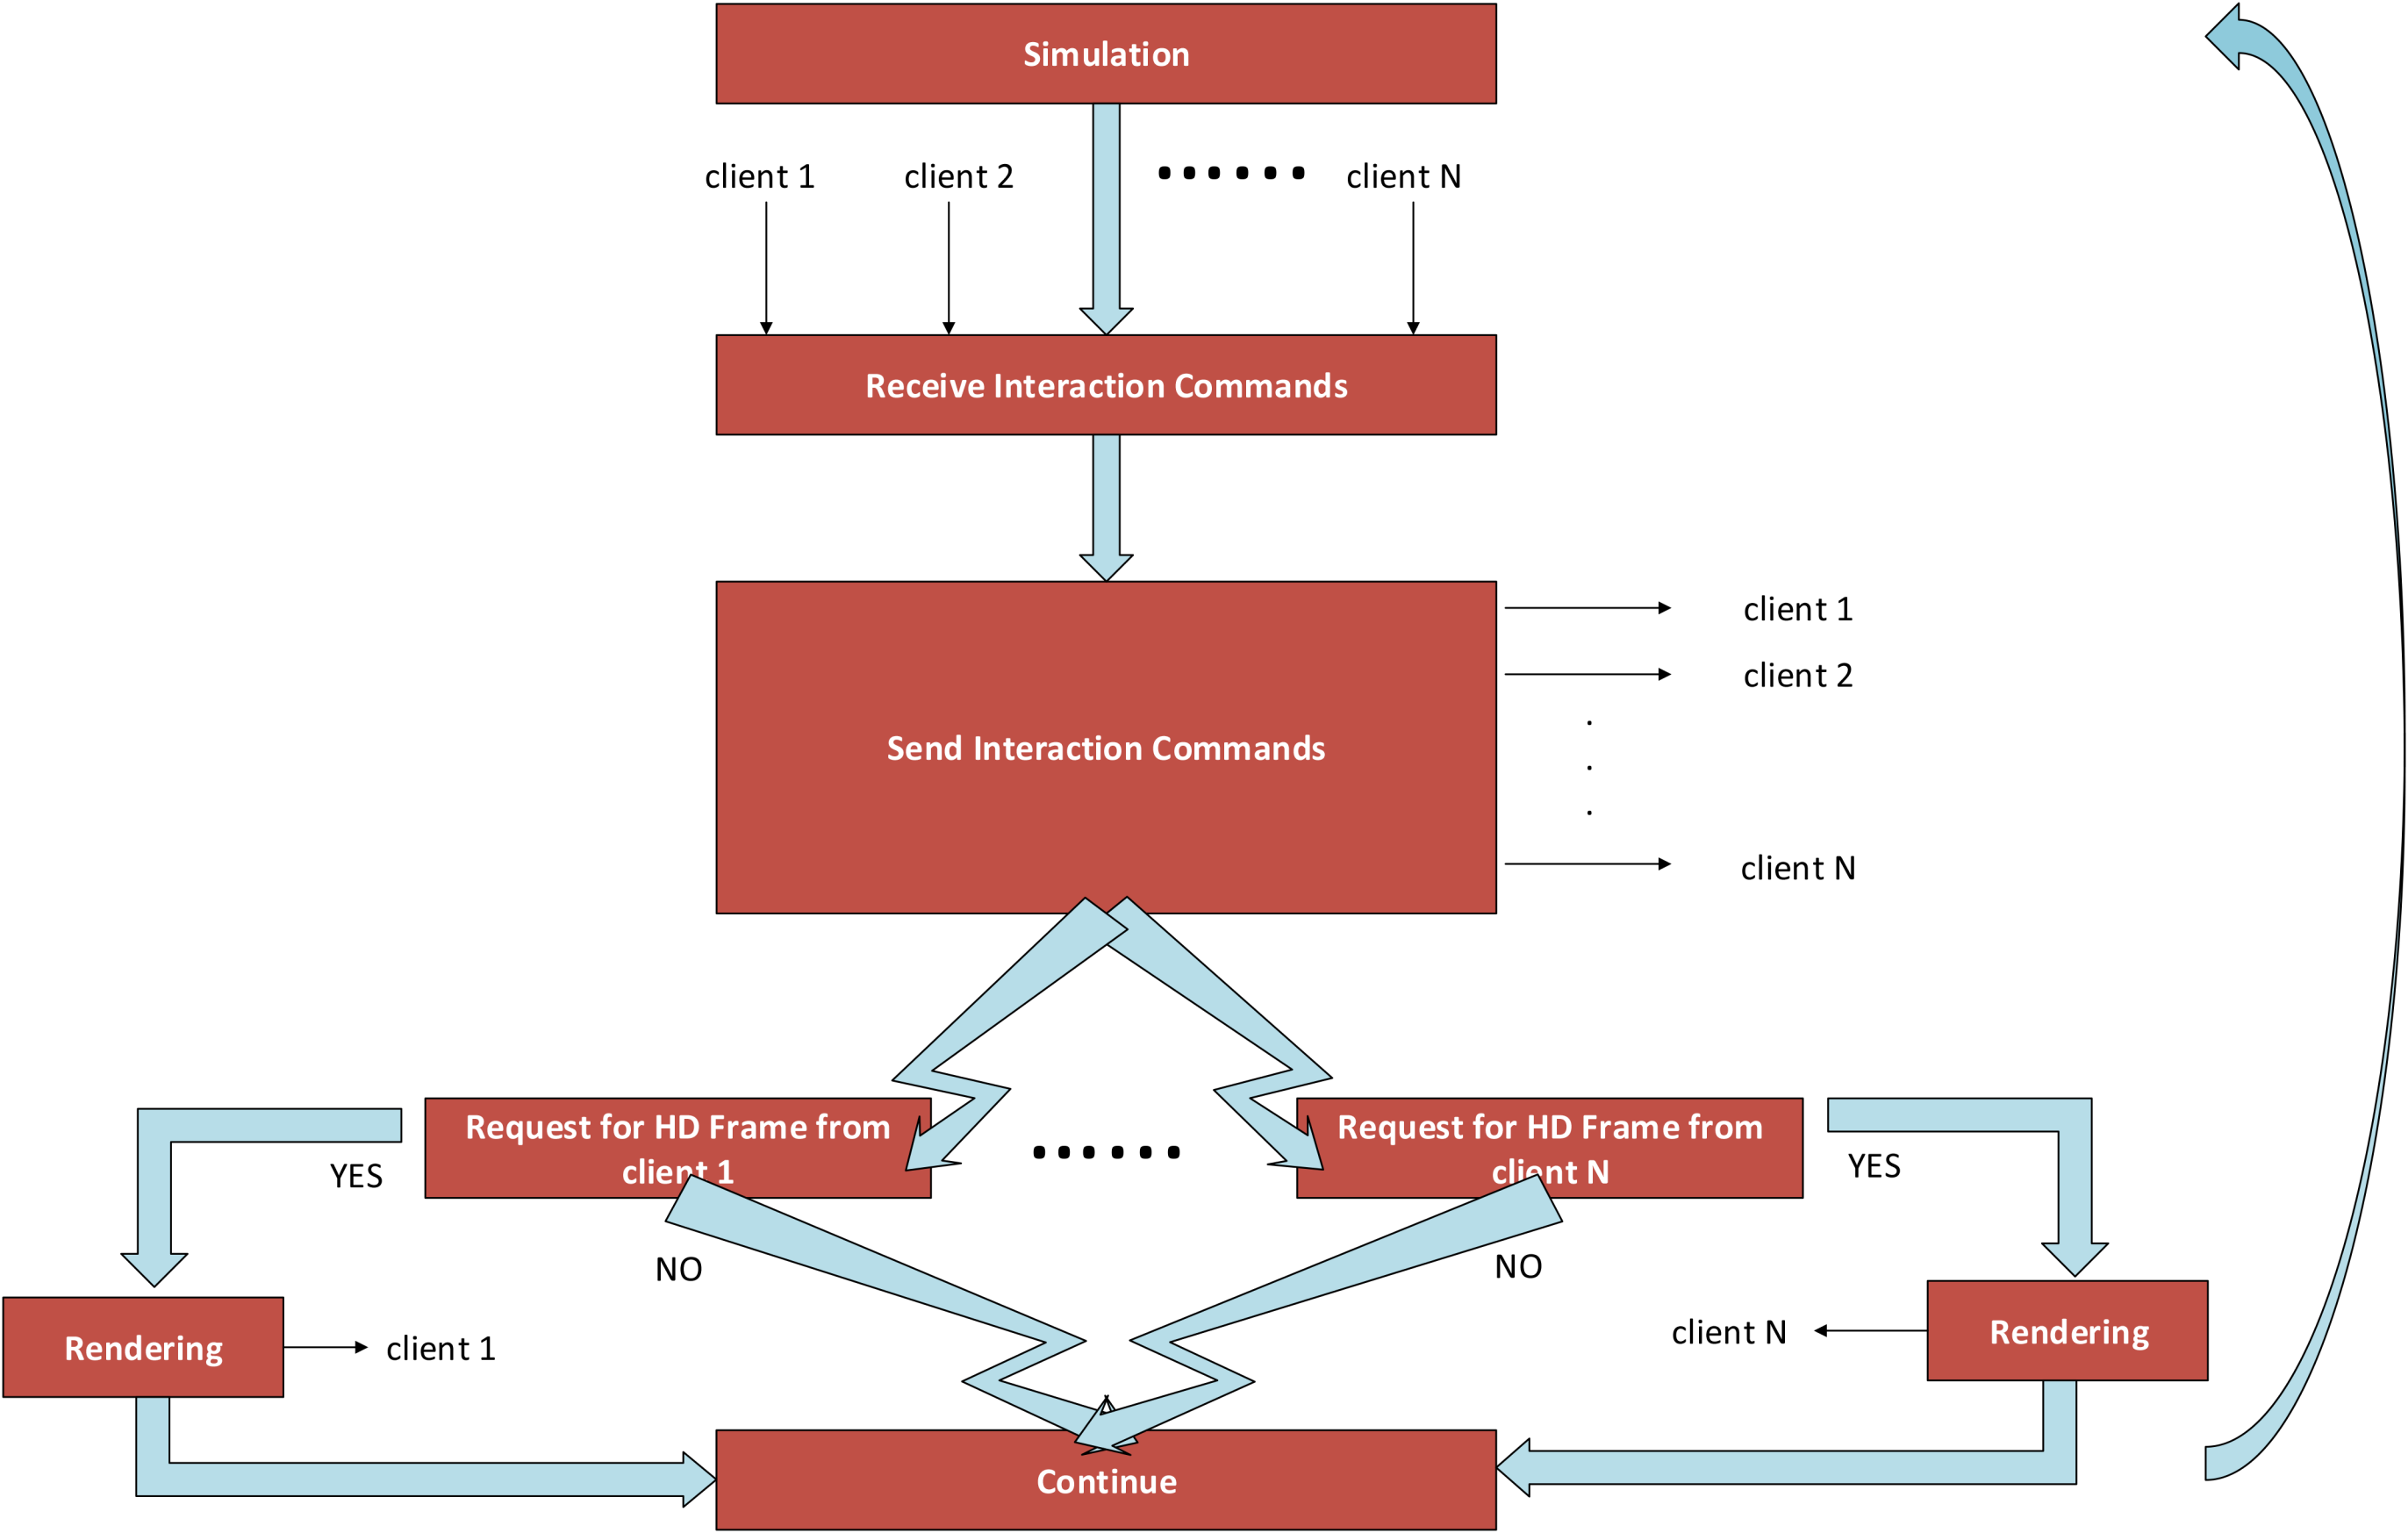 Simulation
client 1 client 2 ...... client N
Receive Interaction Commands
client 1
client 2
.
.
.
Send Interaction Commands
client N
Request for HD Frame from
client 1
......
Request for HD Frame from
client N
YES
YES
NO
NO
Rendering
client 1
client N
Rendering
Continue